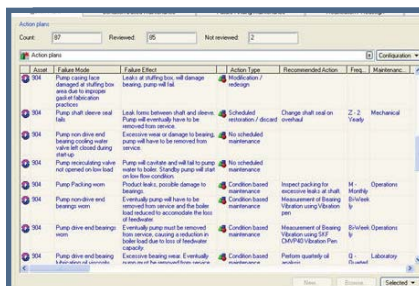 Action plans
Count: 87 Reviewed: 85 Not reviewed: 2
Action plans Configuration
Asset Failure Mode Failure Effect Action Type Recommended Action Freq... Maintenanc...
904 Pump casing face Leaks at stuffing box, will damage Modification /
damaged at stuffing box bearing, pump will fail. redesign
area due to improper
gasket fabrication
practices
904 Pump shaft sleeve seal Leak forms between shaft and sleeve. Scheduled Change shaft seal on Z - 2 Mechanical
fails Pump will eventually have to be restoration / discard overhaul Yearly
removed from service.
904 Pump non drive end Excessive wear or damage to bearing, No scheduled
bearing cooling water pump will have to be removed from maintenance
valve left closed during service.
start-up
904 Pump recirculating valve Pump will cavitate and will fail to pump No scheduled
not opened on low load water to boiler. Standby pump will start maintenance
on low flow condition.
904 Pump Packing worn Product leaks, possible damage to Condition based Inspect packing for M - Operations
bearings. maintenance excessive leaks at shaft Monthly
904 Pump non-drive end Eventually pump will have to be Condition based Measurement of Bearing Bi-Week Operations
bearings worn removed from service and the boiler maintenance Vibration using Vibration ly
load reduced to accomodate the loss pen
of feedwater.
904 Pump drive end bearings Eventually pump must be removed Condition based Measurement of Bearing Bi-Week Operations
worn from service, causing a reduction in maintenance Vibration using SKF ly
boiler load due to loss of feedwater CMVP40 Vibration Pen
capacity.
904 Pump drive end bearing Excessive bearing wear. Eventually Condition based Perform quarterly oil Q - Laboratory
pump must be removed from maintenance analysis
Selected